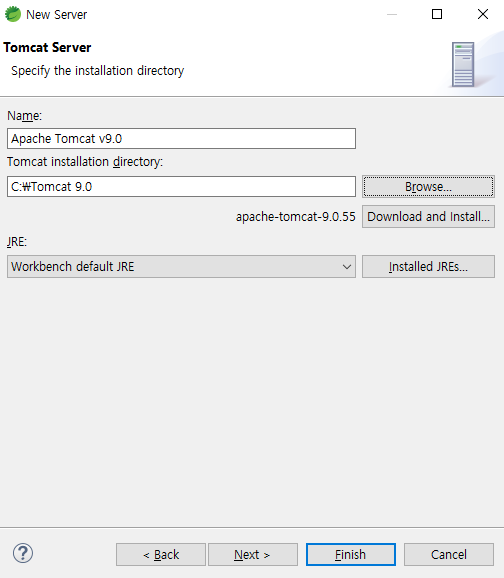 New Server
Tomcat Server
Specify the installation directory
Name:
Apache Tomcat v9.0
Tomcat installation directory:
C:₩Tomcat 9.0
Browse...
apache-tomcat-9.0.55 Download and Install...
JRE:
Workbench default JRE
Installed JREs...
?
< Back
Next >
Finish
Cancel